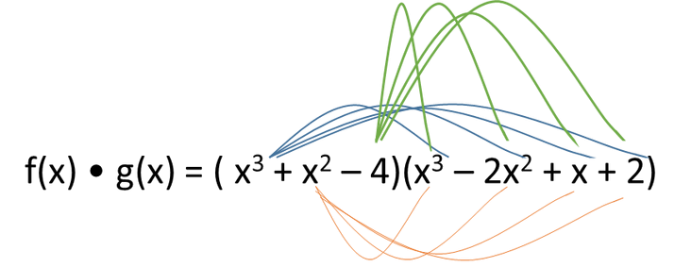 f(x) • g(x) = ( x³ + x² – 4)(x³ – 2x² + x + 2)